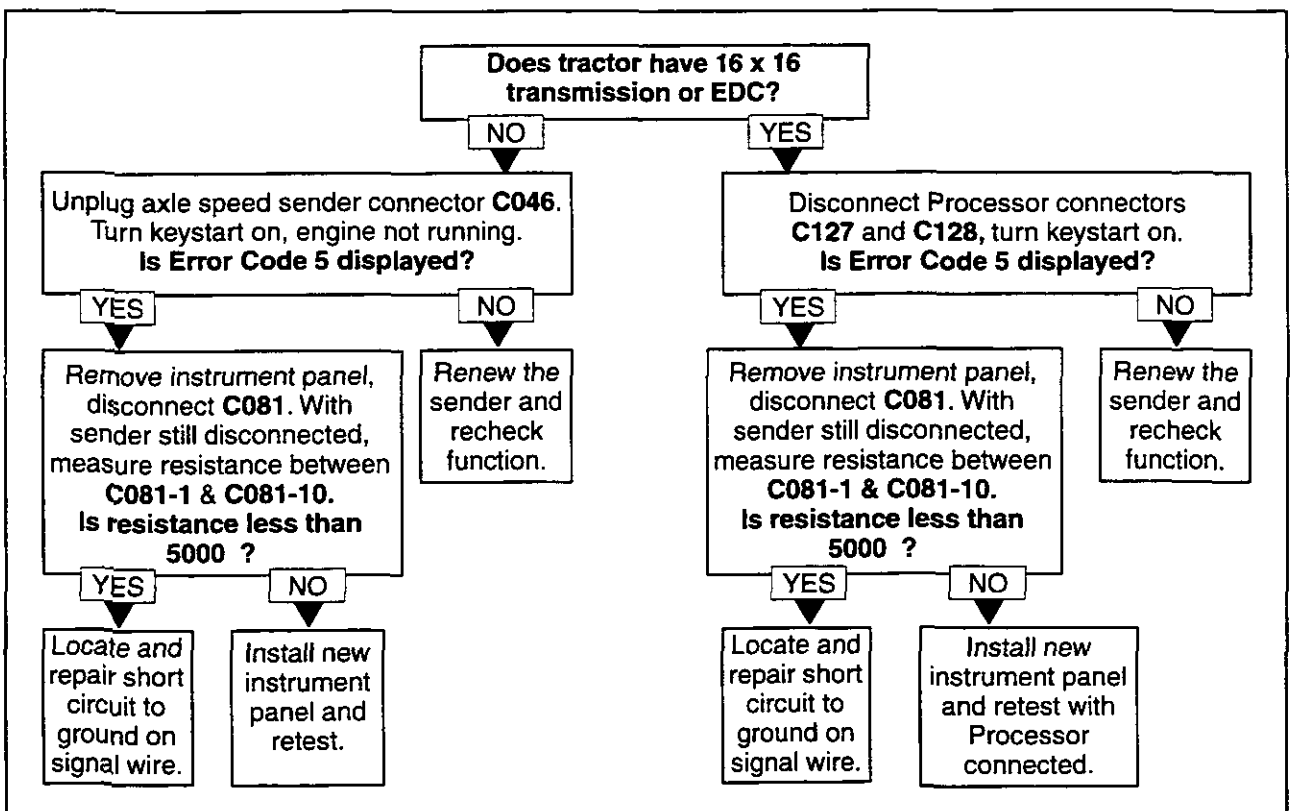 Does tractor have 16 x 16
transmission or EDC?
NO
YES
Unplug axle speed sender connector C046.
Turn keystart on, engine not running.
Is Error Code 5 displayed?
YES
NO
Disconnect Processor connectors
C127 and C128, turn keystart on.
Is Error Code 5 displayed?
YES
NO
Remove instrument panel,
disconnect C081. With
sender still disconnected,
measure resistance between
C081-1 & C081-10.
Is resistance less than
5000 ?
YES
NO
Renew the
sender and
recheck
function.
Remove instrument panel,
disconnect C081. With
sender still disconnected,
measure resistance between
C081-1 & C081-10.
Is resistance less than
5000 ?
YES
NO
Renew the
sender and
recheck
function.
Locate and
repair short
circuit to
ground on
signal wire.
Install new
instrument
panel and
retest.
Locate and
repair short
circuit to
ground on
signal wire.
Install new
instrument panel
and retest with
Processor
connected.